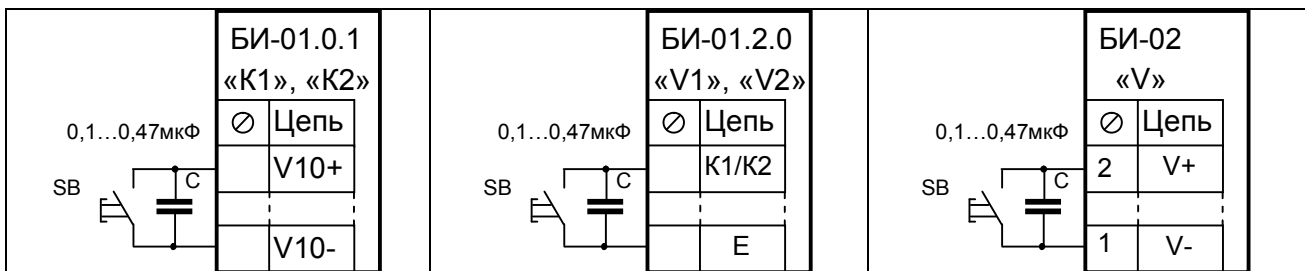 БИ-01.0.1
«К1», «К2»
0,1...0,47мкФ
∅ Цепь
V10+
SB
C
V10-
БИ-01.2.0
«V1», «V2»
0,1...0,47мкФ
∅ Цепь
К1/К2
SB
C
E
БИ-02
«V»
0,1...0,47мкФ
∅ Цепь
2 V+
SB
C
1 V-